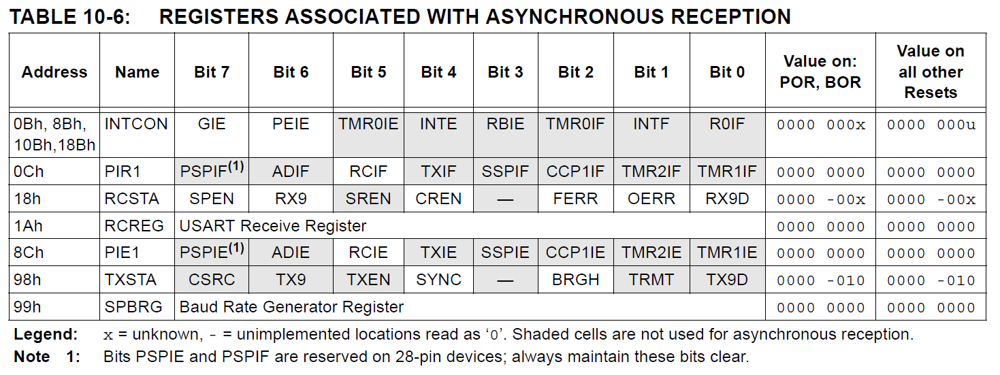 TABLE 10-6: REGISTERS ASSOCIATED WITH ASYNCHRONOUS RECEPTION
Address Name Bit 7 Bit 6 Bit 5 Bit 4 Bit 3 Bit 2 Bit 1 Bit 0 Value on: POR, BOR Value on all other Resets
0Bh, 8Bh, 10Bh,18Bh INTCON GIE PEIE TMR0IE INTE RBIE TMR0IF INTF R0IF 0000 000x 0000 000u
0Ch PIR1 PSPIF(1) ADIF RCIF TXIF SSPIF CCP1IF TMR2IF TMR1IF 0000 0000 0000 0000
18h RCSTA SPEN RX9 SREN CREN — FERR OERR RX9D 0000 -00x 0000 -00x
1Ah RCREG USART Receive Register 0000 0000 0000 0000
8Ch PIE1 PSPIE(1) ADIE RCIE TXIE SSPIE CCP1IE TMR2IE TMR1IE 0000 0000 0000 0000
98h TXSTA CSRC TX9 TXEN SYNC — BRGH TRMT TX9D 0000 -010 0000 -010
99h SPBRG Baud Rate Generator Register 0000 0000 0000 0000
Legend: x = unknown, - = unimplemented locations read as ‘0’. Shaded cells are not used for asynchronous reception.
Note 1: Bits PSPIE and PSPIF are reserved on 28-pin devices; always maintain these bits clear.